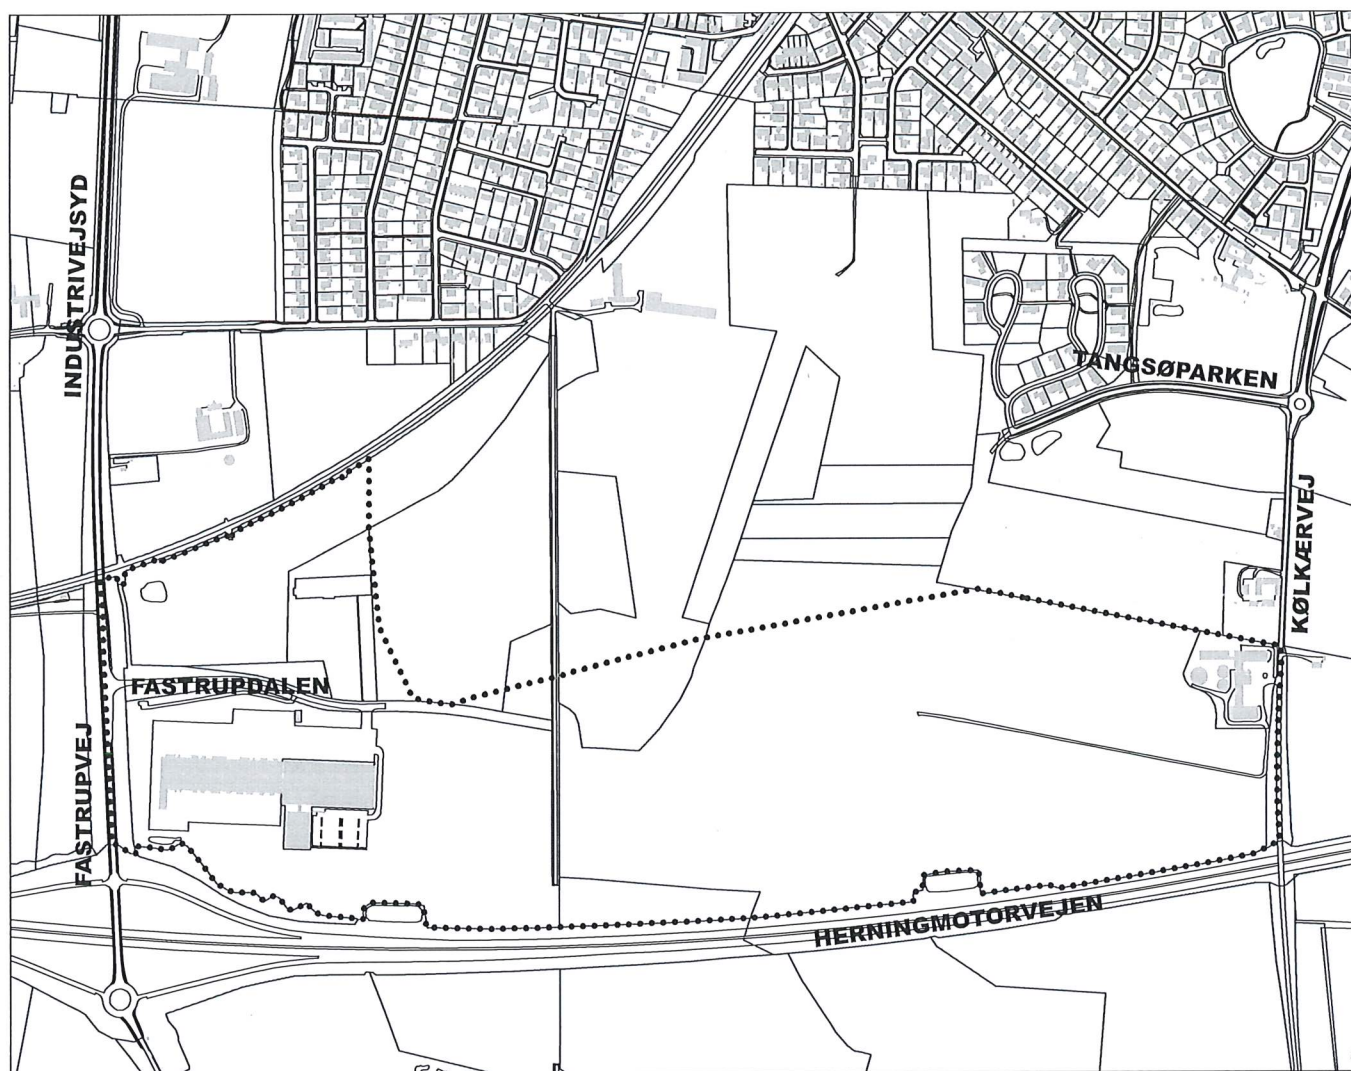 INDUSTRIVEJSYD
TANGSØPARKEN
KØLKÆRVEJ
FASTRUPDALEN
FASTRUPVEJ
HERNINGMOTORVEJEN